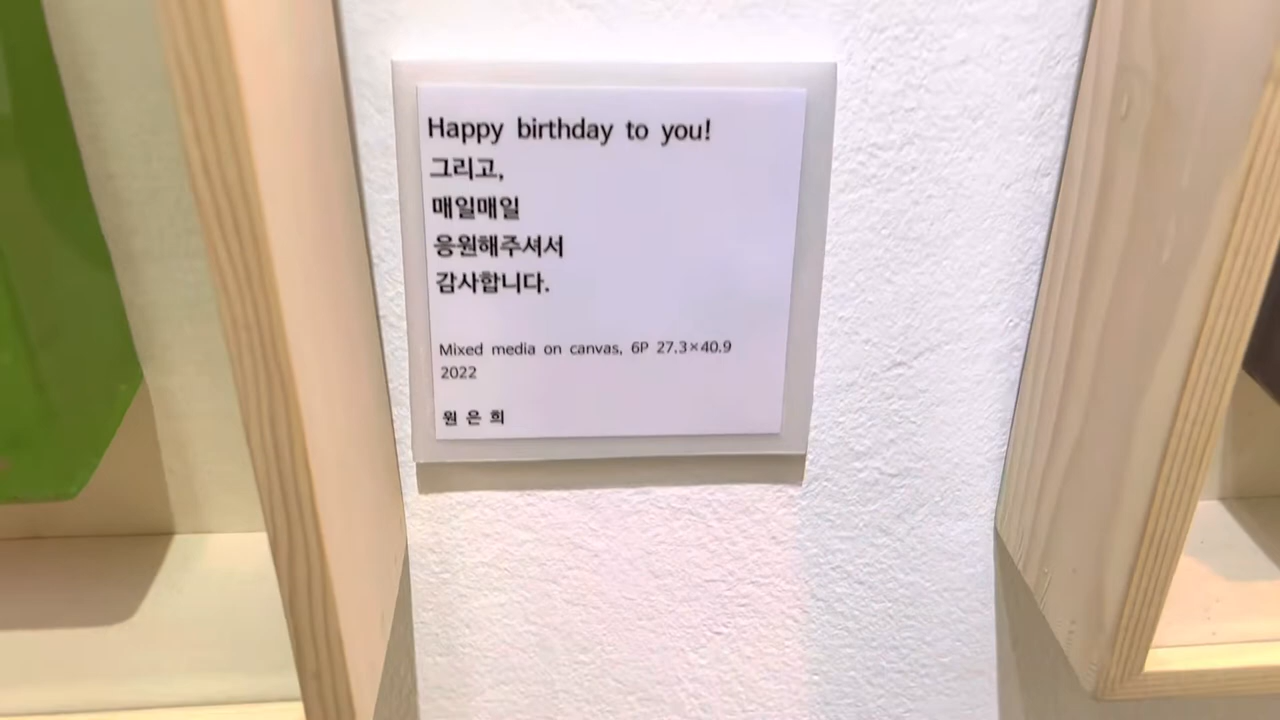 Happy birthday to you!
그리고,
매일매일
응원해주셔서
감사합니다.
Mixed media on canvas, 6P 27.3×40.9
2022
원 은 희